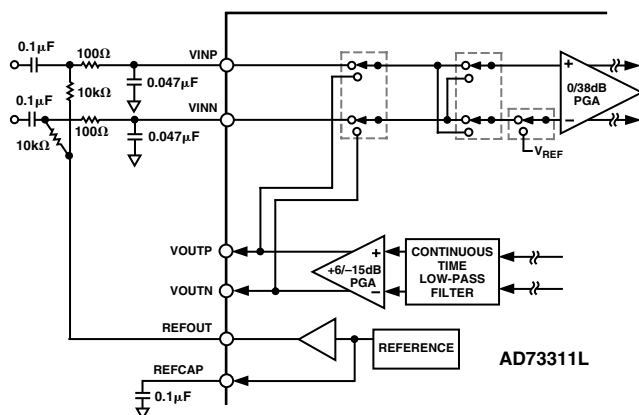 0.1µF
100Ω
VINP
0.047µF
10kΩ
0/38dB
PGA
0.1µF
100Ω
VINN
0.047µF
10kΩ
VREF
VOUTP
+6/–15dB
PGA
CONTINUOUS
TIME
LOW-PASS
FILTER
VOUTN
REFOUT
REFERENCE
AD73311L
REFCAP
0.1µF